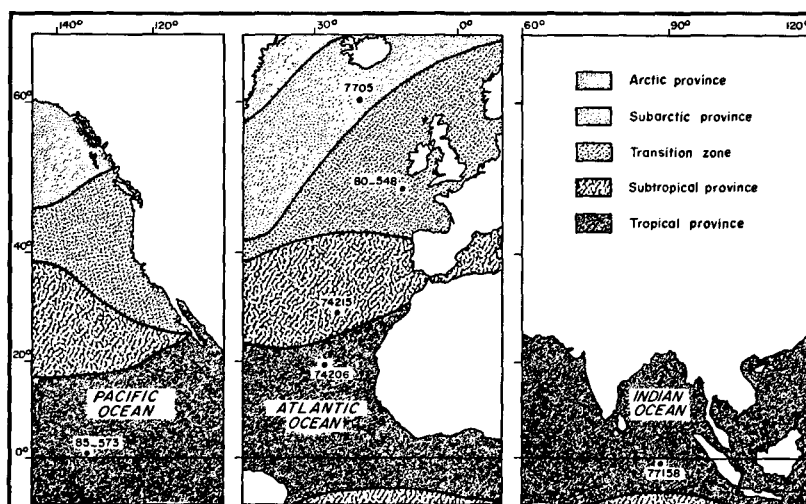 140° 120° 30° 0° 60° 90° 120°
60°
40°
20°
0°
7705
80_548
74215
74206
85_573
77158
PACIFIC
OCEAN
ATLANTIC
OCEAN
INDIAN
OCEAN
Arctic province
Subarctic province
Transition zone
Subtropical province
Tropical province